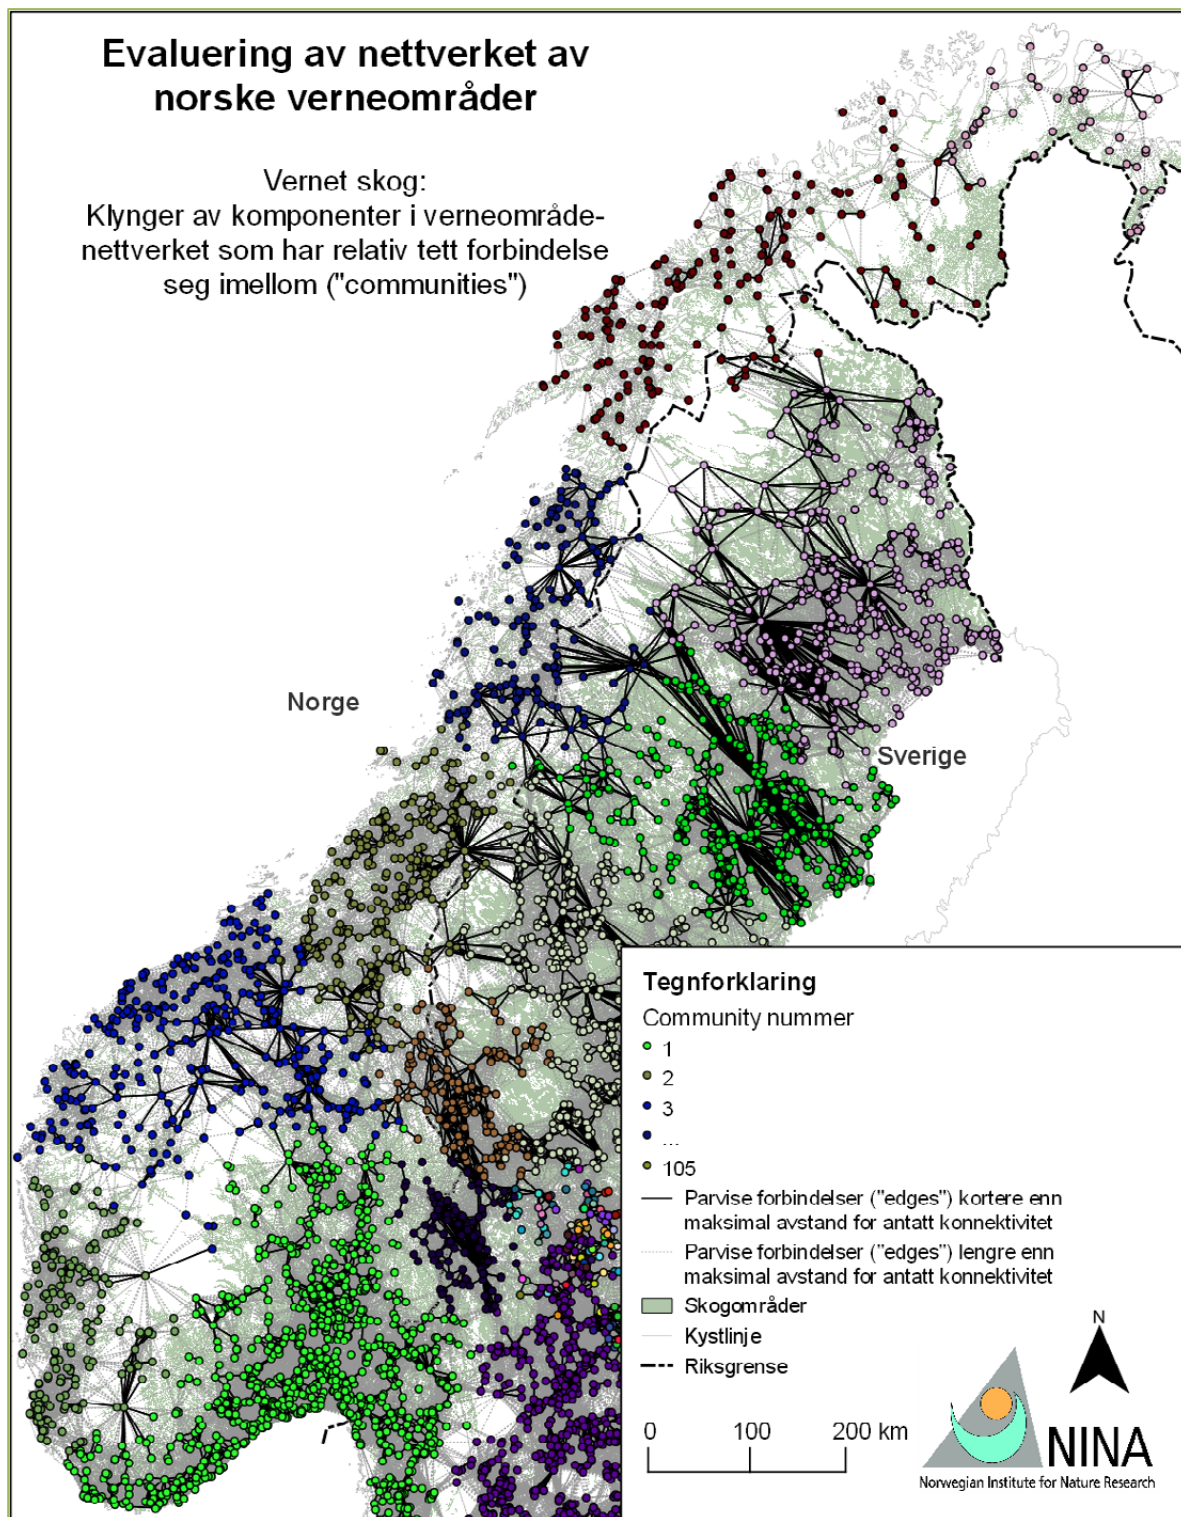 Evaluering av nettverket av
norske verneområder
Vernet skog:
Klynger av komponenter i verneområde-
nettverket som har relativ tett forbindelse
seg imellom ("communities")
Norge
Sverige
Tegnforklaring
Community nummer
1
2
3
...
105
Parvise forbindelser ("edges") kortere enn
maksimal avstand for antatt konnektivitet
Parvise forbindelser ("edges") lengre enn
maksimal avstand for antatt konnektivitet
Skogområder
Kystlinje
Riksgrense
N
0 100 200 km
NINA
Norwegian Institute for Nature Research